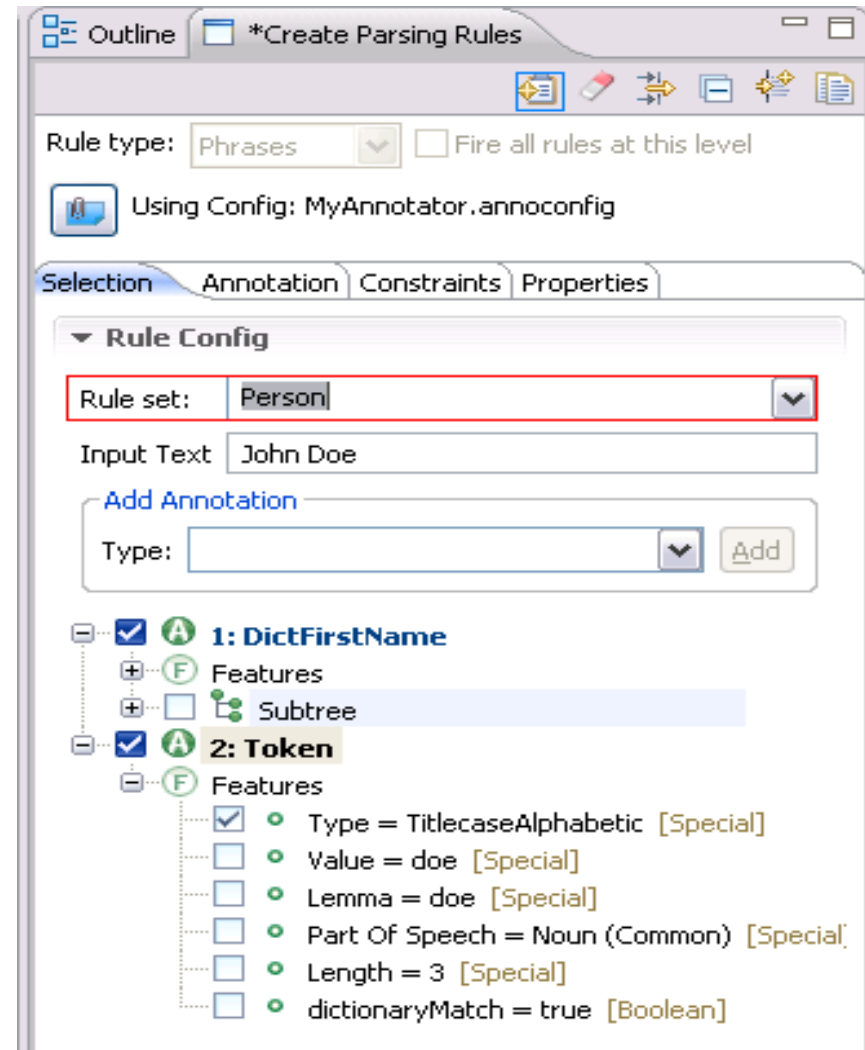 Outline *Create Parsing Rules
Rule type: Phrases Fire all rules at this level
Using Config: MyAnnotator.annoconfig
Selection Annotation Constraints Properties
Rule Config
Rule set: Person
Input Text John Doe
Add Annotation
Type: Add
A 1: DictFirstName
F Features
Subtree
A 2: Token
F Features
Type = TitlecaseAlphabetic [Special]
Value = doe [Special]
Lemma = doe [Special]
Part Of Speech = Noun (Common) [Special]
Length = 3 [Special]
dictionaryMatch = true [Boolean]